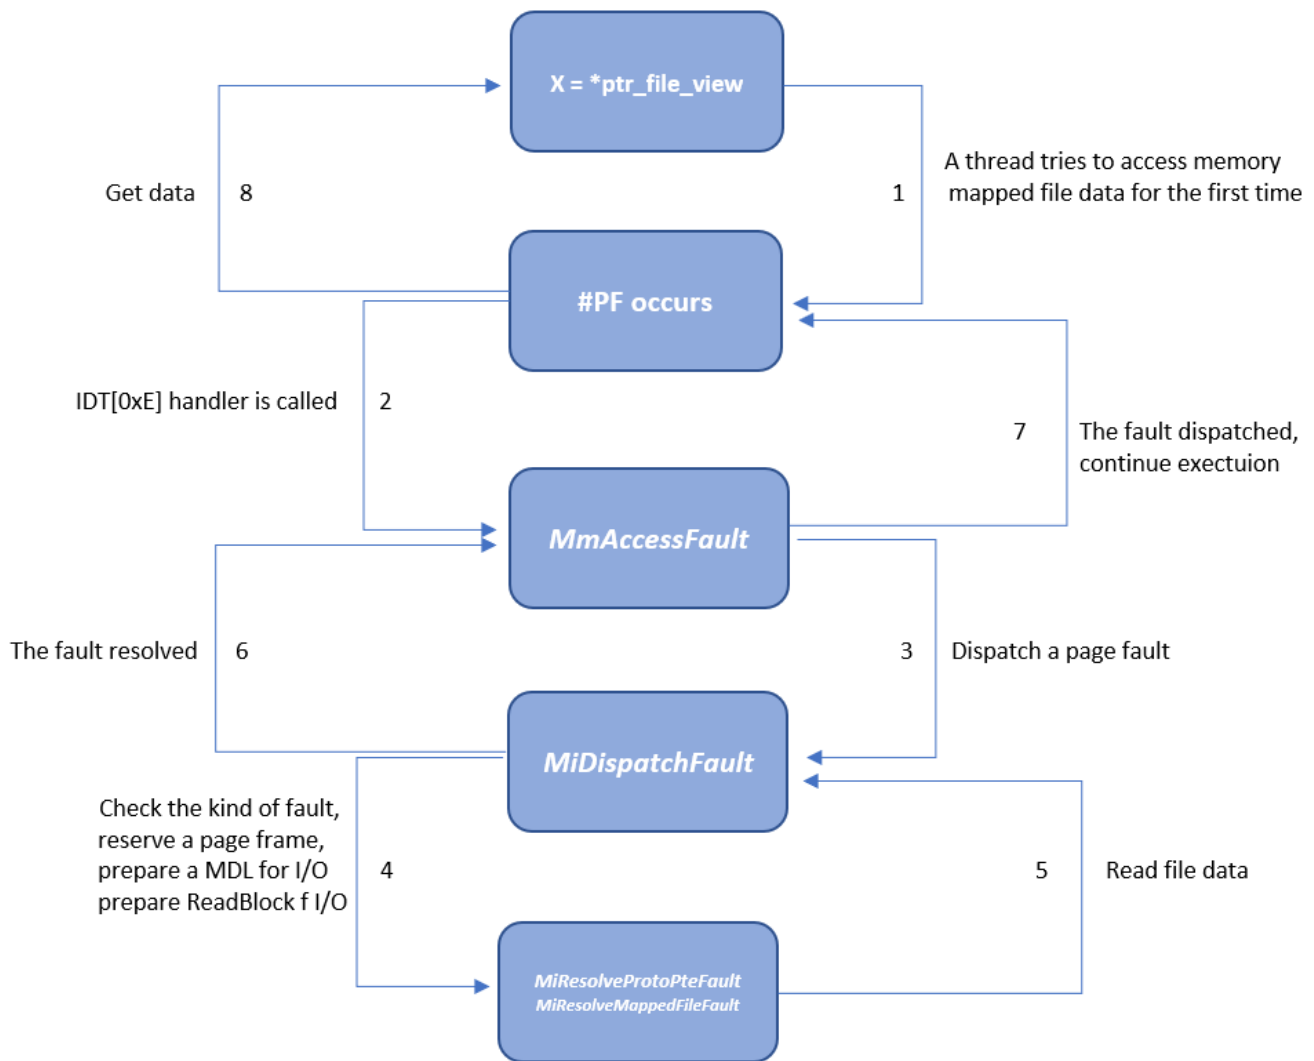 X = *ptr_file_view
Get data
8
1
A thread tries to access memory
mapped file data for the first time
#PF occurs
IDT[0xE] handler is called
2
7
The fault dispatched,
continue exectuion
MmAccessFault
The fault resolved
6
3
Dispatch a page fault
MiDispatchFault
Check the kind of fault,
reserve a page frame,
prepare a MDL for I/O
prepare ReadBlock f I/O
4
5
Read file data
MiResolveProtoPteFault
MiResolveMappedFileFault